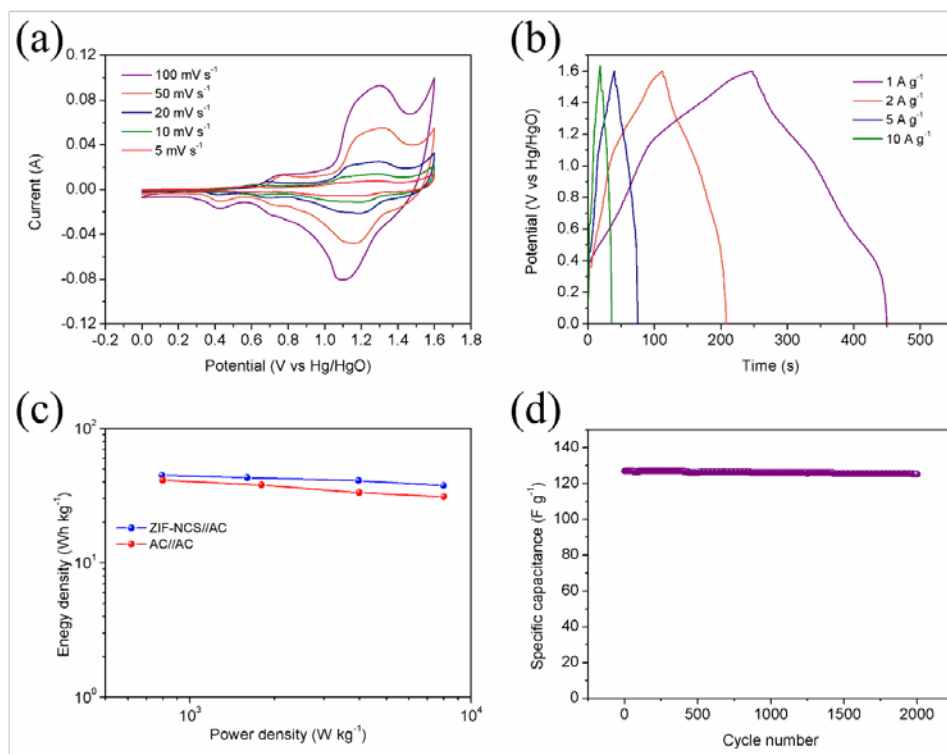 (a)
0.12
0.08
0.04
0.00
-0.04
-0.08
-0.12
Current (A)
100 mV s⁻¹
50 mV s⁻¹
20 mV s⁻¹
10 mV s⁻¹
5 mV s⁻¹
-0.2 0.0 0.2 0.4 0.6 0.8 1.0 1.2 1.4 1.6 1.8
Potential (V vs Hg/HgO)
(b)
1.6
1.4
1.2
1.0
0.8
0.6
0.4
0.2
0.0
Potential (V vs Hg/HgO)
1 A g⁻¹
2 A g⁻¹
5 A g⁻¹
10 A g⁻¹
0 100 200 300 400 500
Time (s)
(c)
10²
10¹
10⁰
Enegy density (Wh kg⁻¹)
ZIF-NCS//AC
AC//AC
10³ 10⁴
Power density (W kg⁻¹)
(d)
140
120
100
80
60
40
20
0
Specific capacitance (F g⁻¹)
0 500 1000 1500 2000
Cycle number